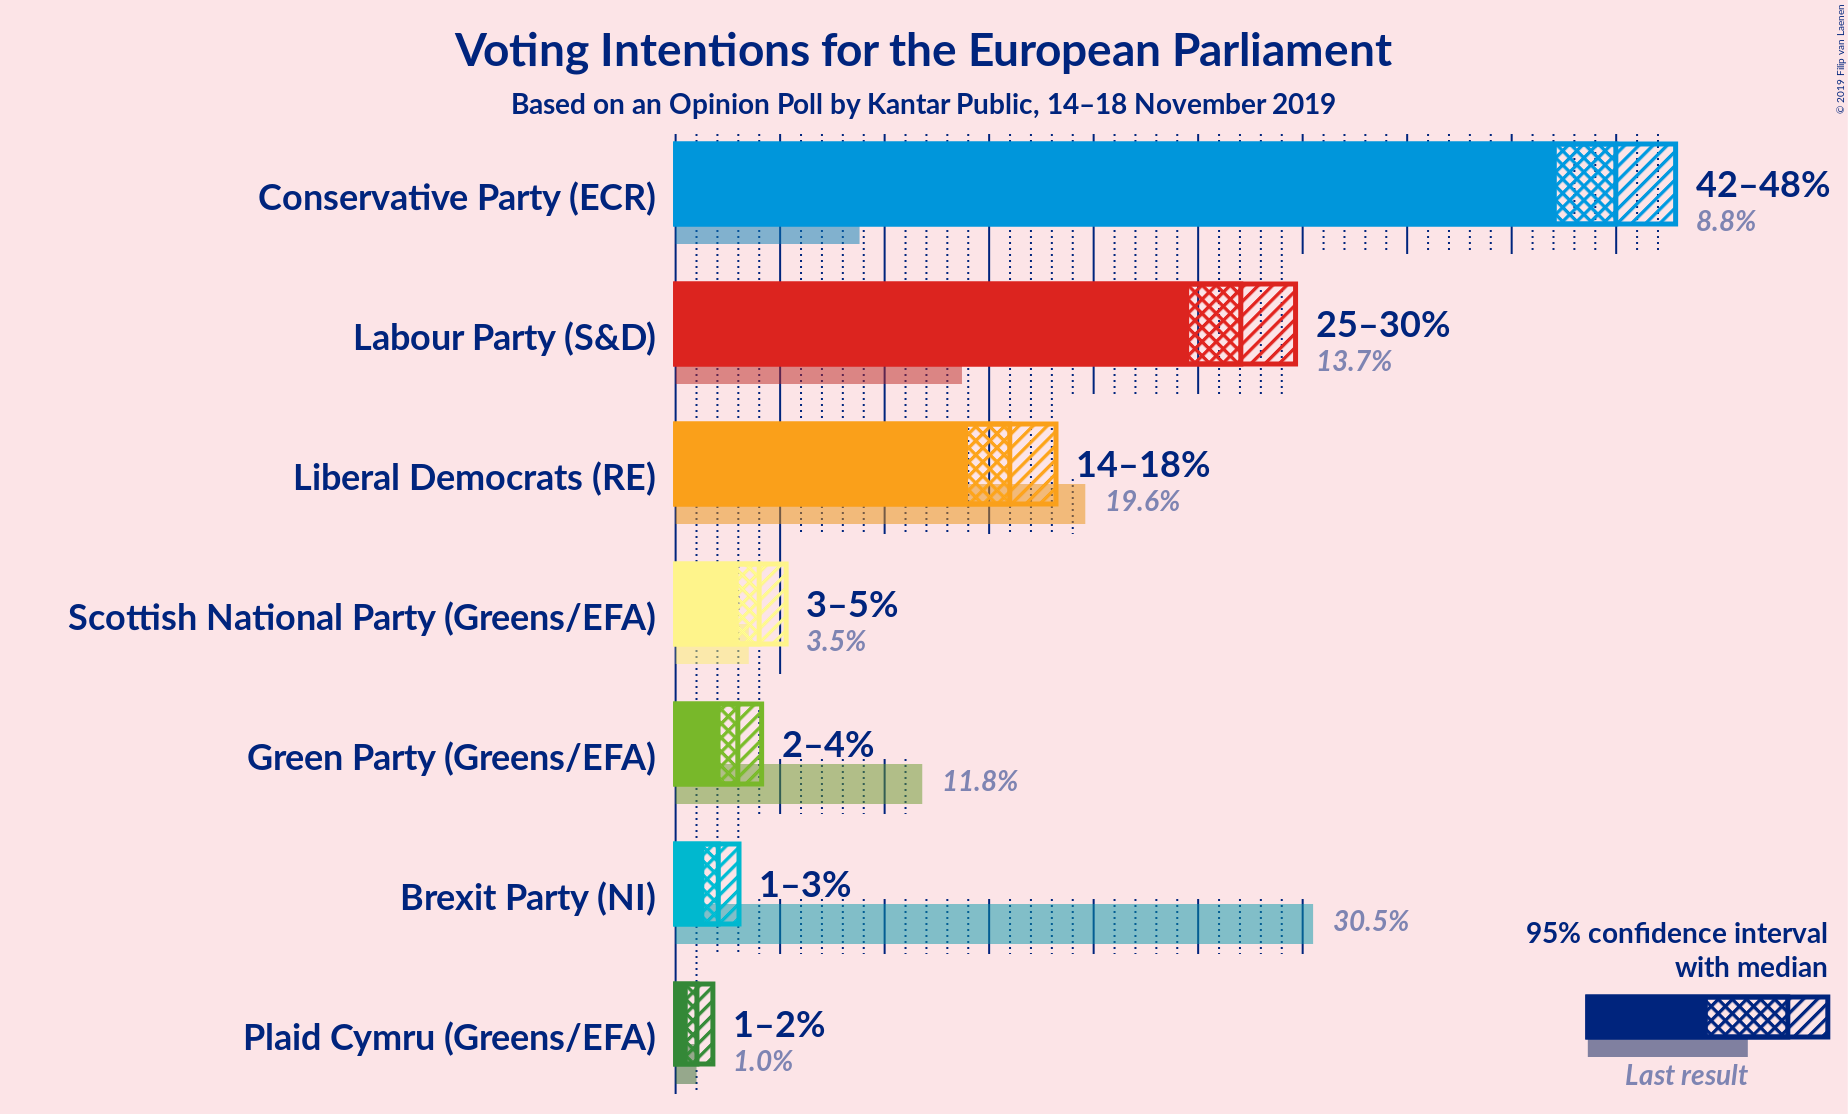 Voting Intentions for the European Parliament
Based on an Opinion Poll by Kantar Public, 14–18 November 2019
© 2019 Filip van Laenen
Conservative Party (ECR)
42–48%
8.8%
Labour Party (S&D)
25–30%
13.7%
Liberal Democrats (RE)
14–18%
19.6%
Scottish National Party (Greens/EFA)
3–5%
3.5%
Green Party (Greens/EFA)
2–4%
11.8%
Brexit Party (NI)
1–3%
30.5%
Plaid Cymru (Greens/EFA)
1–2%
1.0%
95% confidence interval
with median
Last result